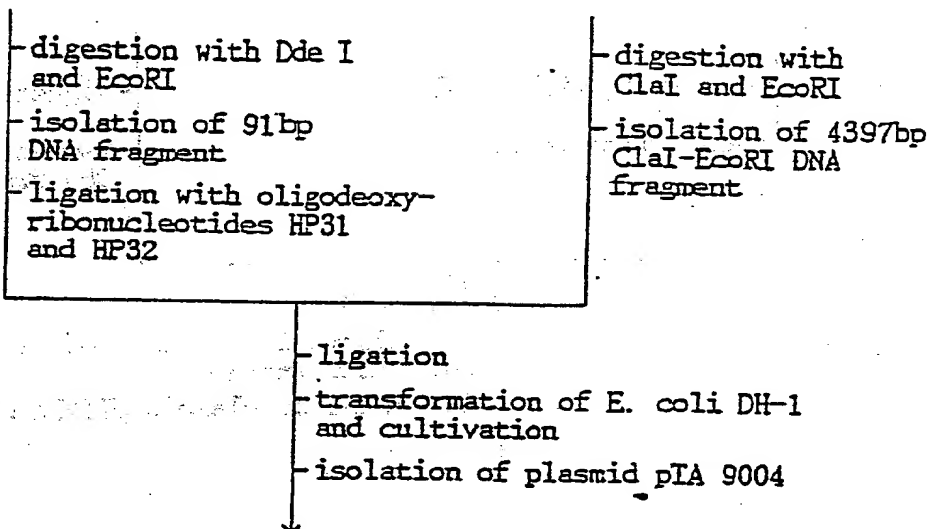 digestion with Dde I
and EcoRI
isolation of 91bp
DNA fragment
ligation with oligodeoxy-
ribonucleotides HP31
and HP32
digestion with
ClaI and EcoRI
isolation of 4397bp
ClaI-EcoRI DNA
fragment
ligation
transformation of E. coli DH-1
and cultivation
isolation of plasmid pTA 9004